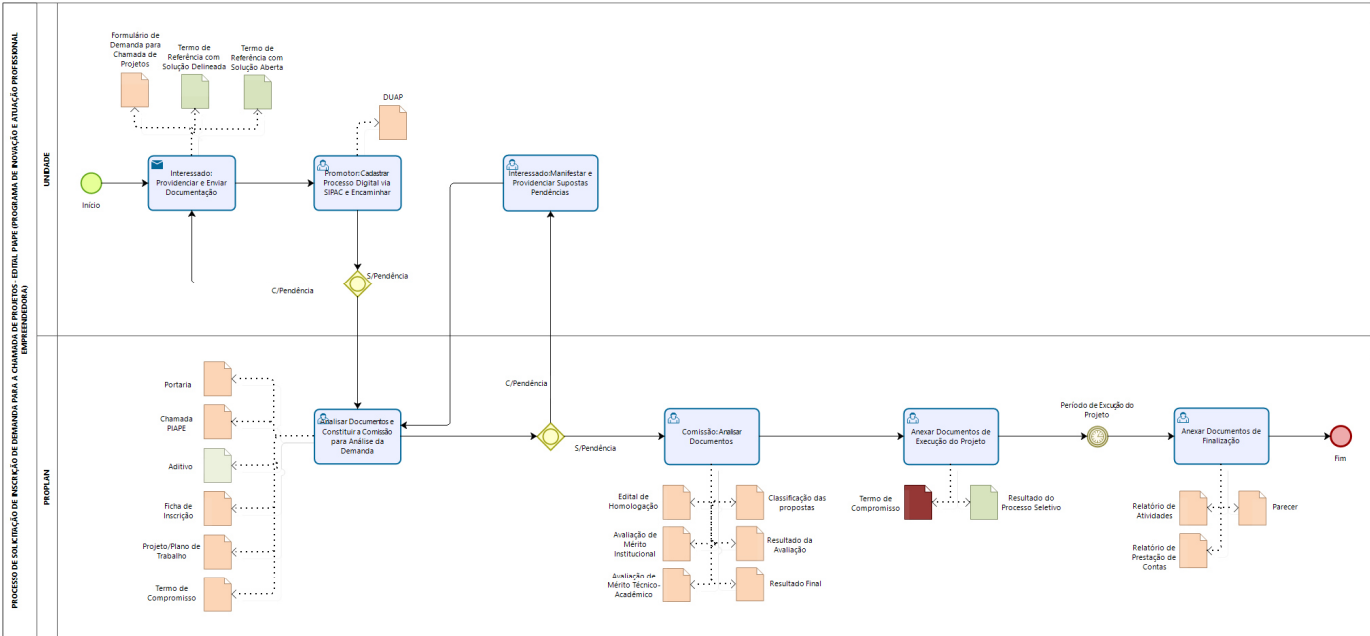 PROCESSO DE SOLICITAÇÃO DE INSCRIÇÃO DE DEMANDA PARA A CHAMADA DE PROJETOS - EDITAL PIAPE (PROGRAMA DE INOVAÇÃO E ATUAÇÃO PROFISSIONAL
EMPREENDEDORA)
UNIDADE
Formulário de
Demanda para
Chamada de
Projetos
Termo de
Referência com
Solução Delineada
Termo de
Referência com
Solução Aberta
DUAP
Início
Interessado:
Providenciar e Enviar
Documentação
Promotor:Cadastrar
Processo Digital via
SIPAC e Encaminhar
Interessado:Manifestar e
Providenciar Supostas
Pendências
S/Pendência
C/Pendência
PROPLAN
Portaria
Chamada
PIAPE
Aditivo
Ficha de
Inscrição
Projeto/Plano de
Trabalho
Termo de
Compromisso
Analisar Documentos e
Constituir a Comissão
para Análise da
Demanda
C/Pendência
S/Pendência
Comissão:Analisar
Documentos
Edital de
Homologação
Classificação das
propostas
Avaliação de
Mérito
Institucional
Resultado da
Avaliação
Avaliação de
Mérito Técnico-
Acadêmico
Resultado Final
Anexar Documentos de
Execução do Projeto
Termo de
Compromisso
Resultado do
Processo Seletivo
Período de Excução do
Projeto
Anexar Documentos de
Finalização
Relatório de
Atividades
Parecer
Relatório de
Prestação de
Contas
Fim